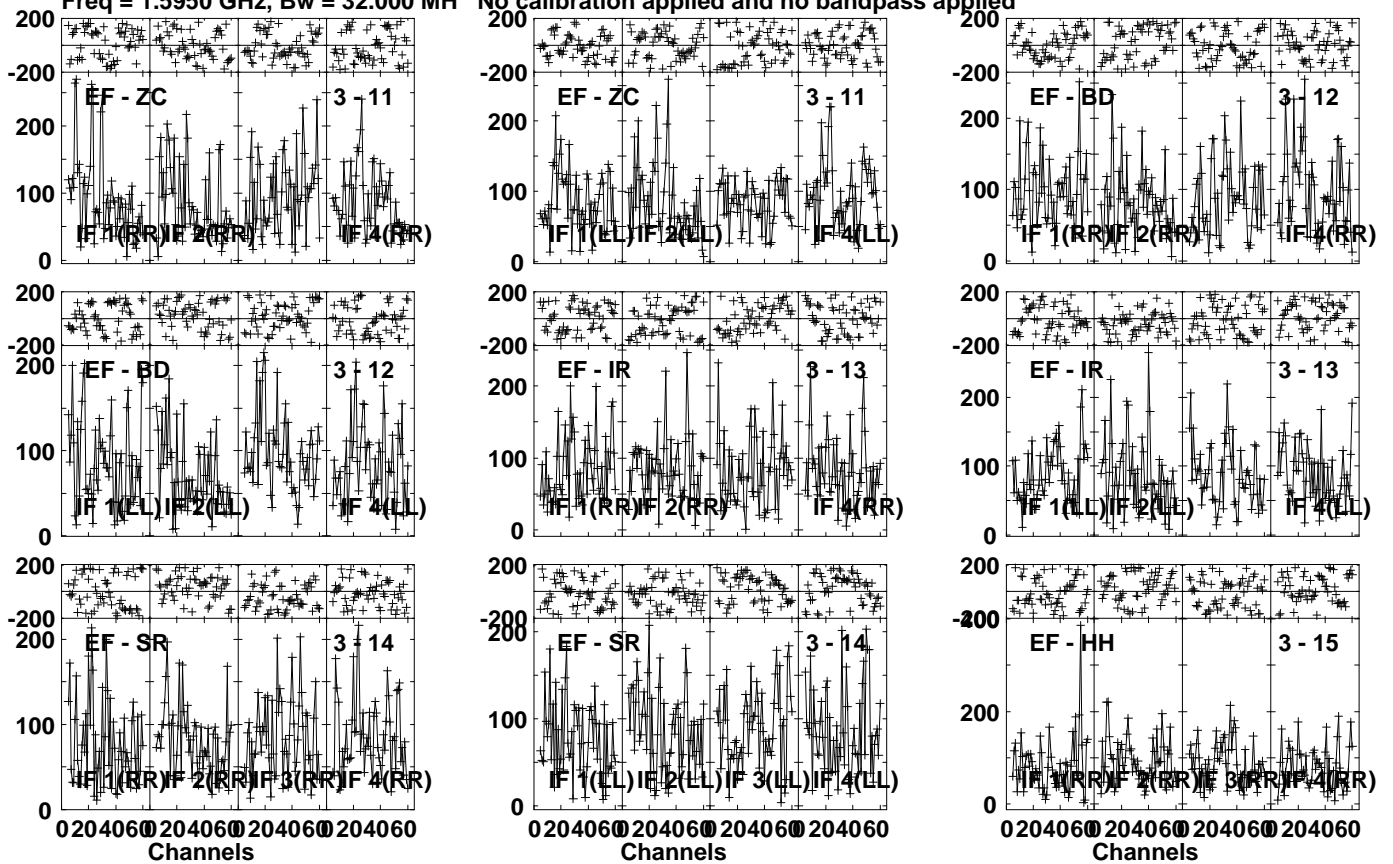 Freq = 1.5950 GHz, Bw = 32.000 MH No calibration applied and no bandpass applied
200 200 200
-200 -200
EF - ZC 3 - 11 EF - ZC 3 - 11 EF - BD 3 - 12
200 200 200
100 100 100
IF 1(RR) IF 2(RR) IF 4(RR) IF 1(LL) IF 2(LL) IF 4(LL) IF 1(RR) IF 2(RR) IF 4(RR)
0 0 0
200 200 200
-200 -200
EF - BD 3 - 12 EF - IR 3 - 13 EF - IR 3 - 13
200 200 200
100 100 100
IF 1(LL) IF 2(LL) IF 4(LL) IF 1(RR) IF 2(RR) IF 4(RR) IF 1(LL) IF 2(LL) IF 4(LL)
0 0 0
200 200 200
-200 -200
400
EF - SR 3 - 14 EF - SR 3 - 14 EF - HH 3 - 15
200 200 200
100 100
IF 1(RR) IF 2(RR) IF 3(RR) IF 4(RR) IF 1(LL) IF 2(LL) IF 3(LL) IF 4(LL) IF 1(RR) IF 2(RR) IF 3(RR) IF 4(RR)
0 0 0
0 20 40 60 0 20 40 60 0 20 40 60 0 20 40 60 0 20 40 60 0 20 40 60 0 20 40 60 0 20 40 60 0 20 40 60 0 20 40 60 0 20 40 60 0 20 40 60
Channels Channels Channels